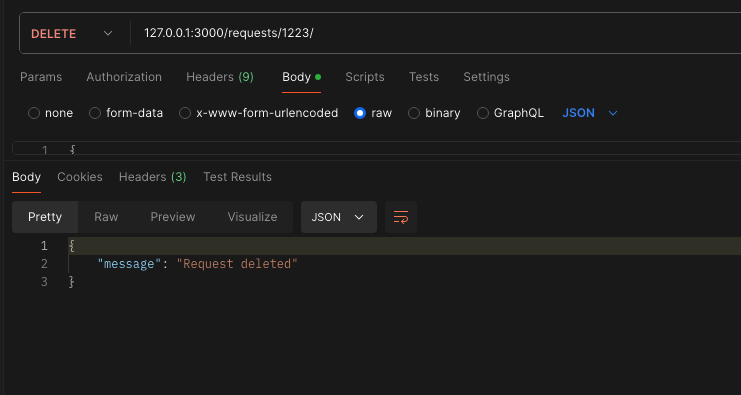 DELETE 127.0.0.1:3000/requests/1223/
Params Authorization Headers (9) Body Scripts Tests Settings
none form-data x-www-form-urlencoded raw binary GraphQL JSON
1 {
Body Cookies Headers (3) Test Results
Pretty Raw Preview Visualize JSON
1 {
2 "message": "Request deleted"
3 }